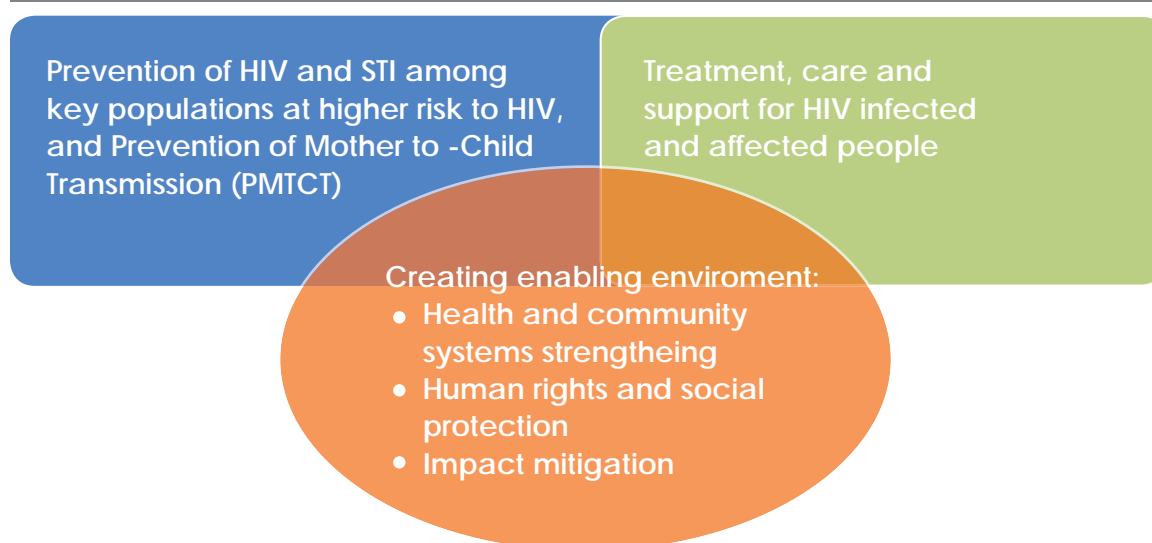 Prevention of HIV and STI among
key populations at higher risk to HIV,
and Prevention of Mother to -Child
Transmission (PMTCT)
Treatment, care and
support for HIV infected
and affected people
Creating enabling enviroment:
• Health and community
systems strengtheing
• Human rights and social
protection
• Impact mitigation